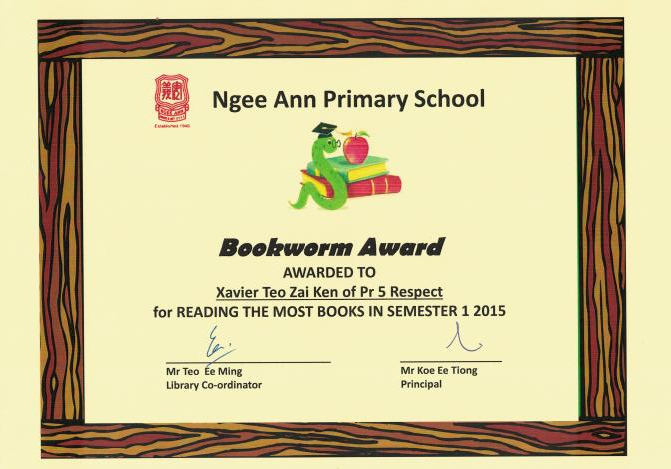 Ngee Ann Primary School
NGEE ANN
Established 1940
Bookworm Award
AWARDED TO
Xavier Teo Zai Ken of Pr 5 Respect
for READING THE MOST BOOKS IN SEMESTER 1 2015
Mr Teo Ee Ming
Library Co-ordinator
Mr Koe Ee Tiong
Principal